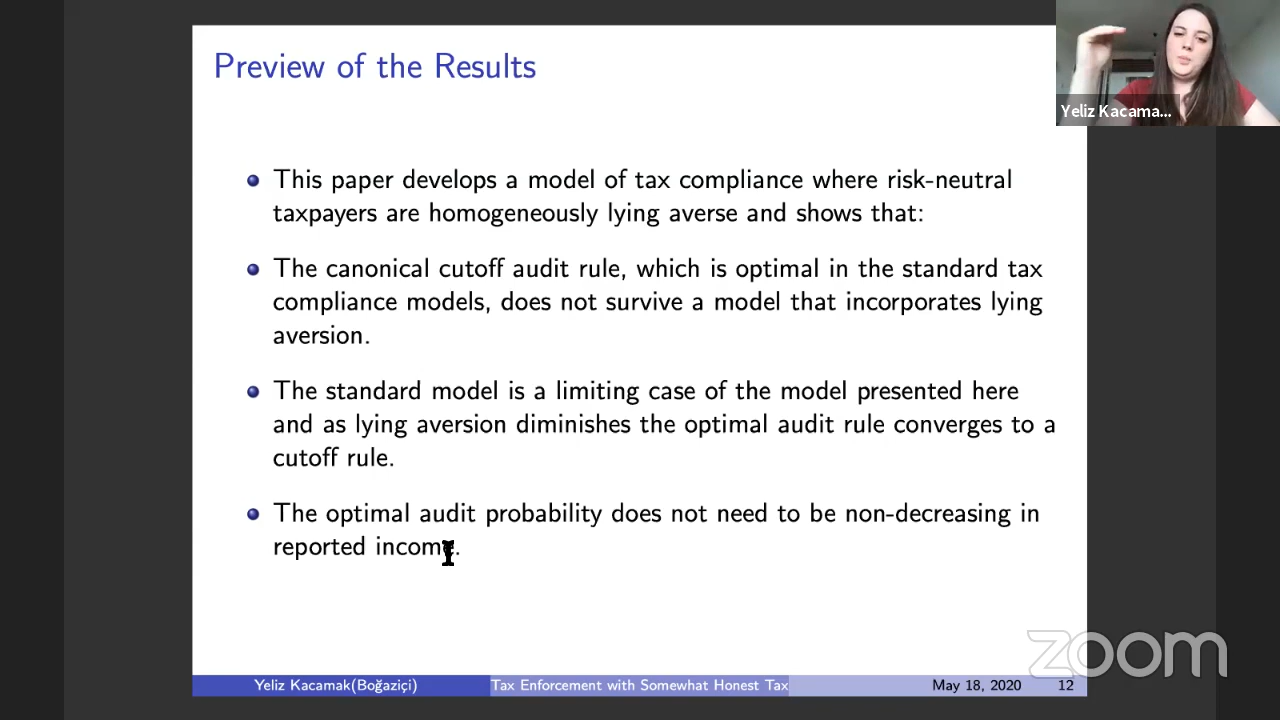 Preview of the Results
Yeliz Kacama...
This paper develops a model of tax compliance where risk-neutral
taxpayers are homogeneously lying averse and shows that:
The canonical cutoff audit rule, which is optimal in the standard tax
compliance models, does not survive a model that incorporates lying
aversion.
The standard model is a limiting case of the model presented here
and as lying aversion diminishes the optimal audit rule converges to a
cutoff rule.
The optimal audit probability does not need to be non-decreasing in
reported income.
zoom
Yeliz Kacamak(Boğaziçi) Tax Enforcement with Somewhat Honest Tax May 18, 2020 12